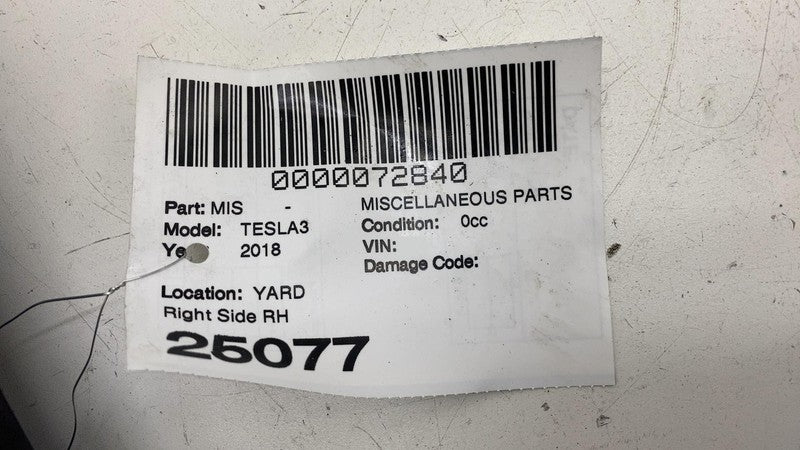 0000072840
Part: MIS - MISCELLANEOUS PARTS
Model: TESLA3 Condition: 0cc
Ye 2018 VIN:
Damage Code:
Location: YARD
Right Side RH
25077